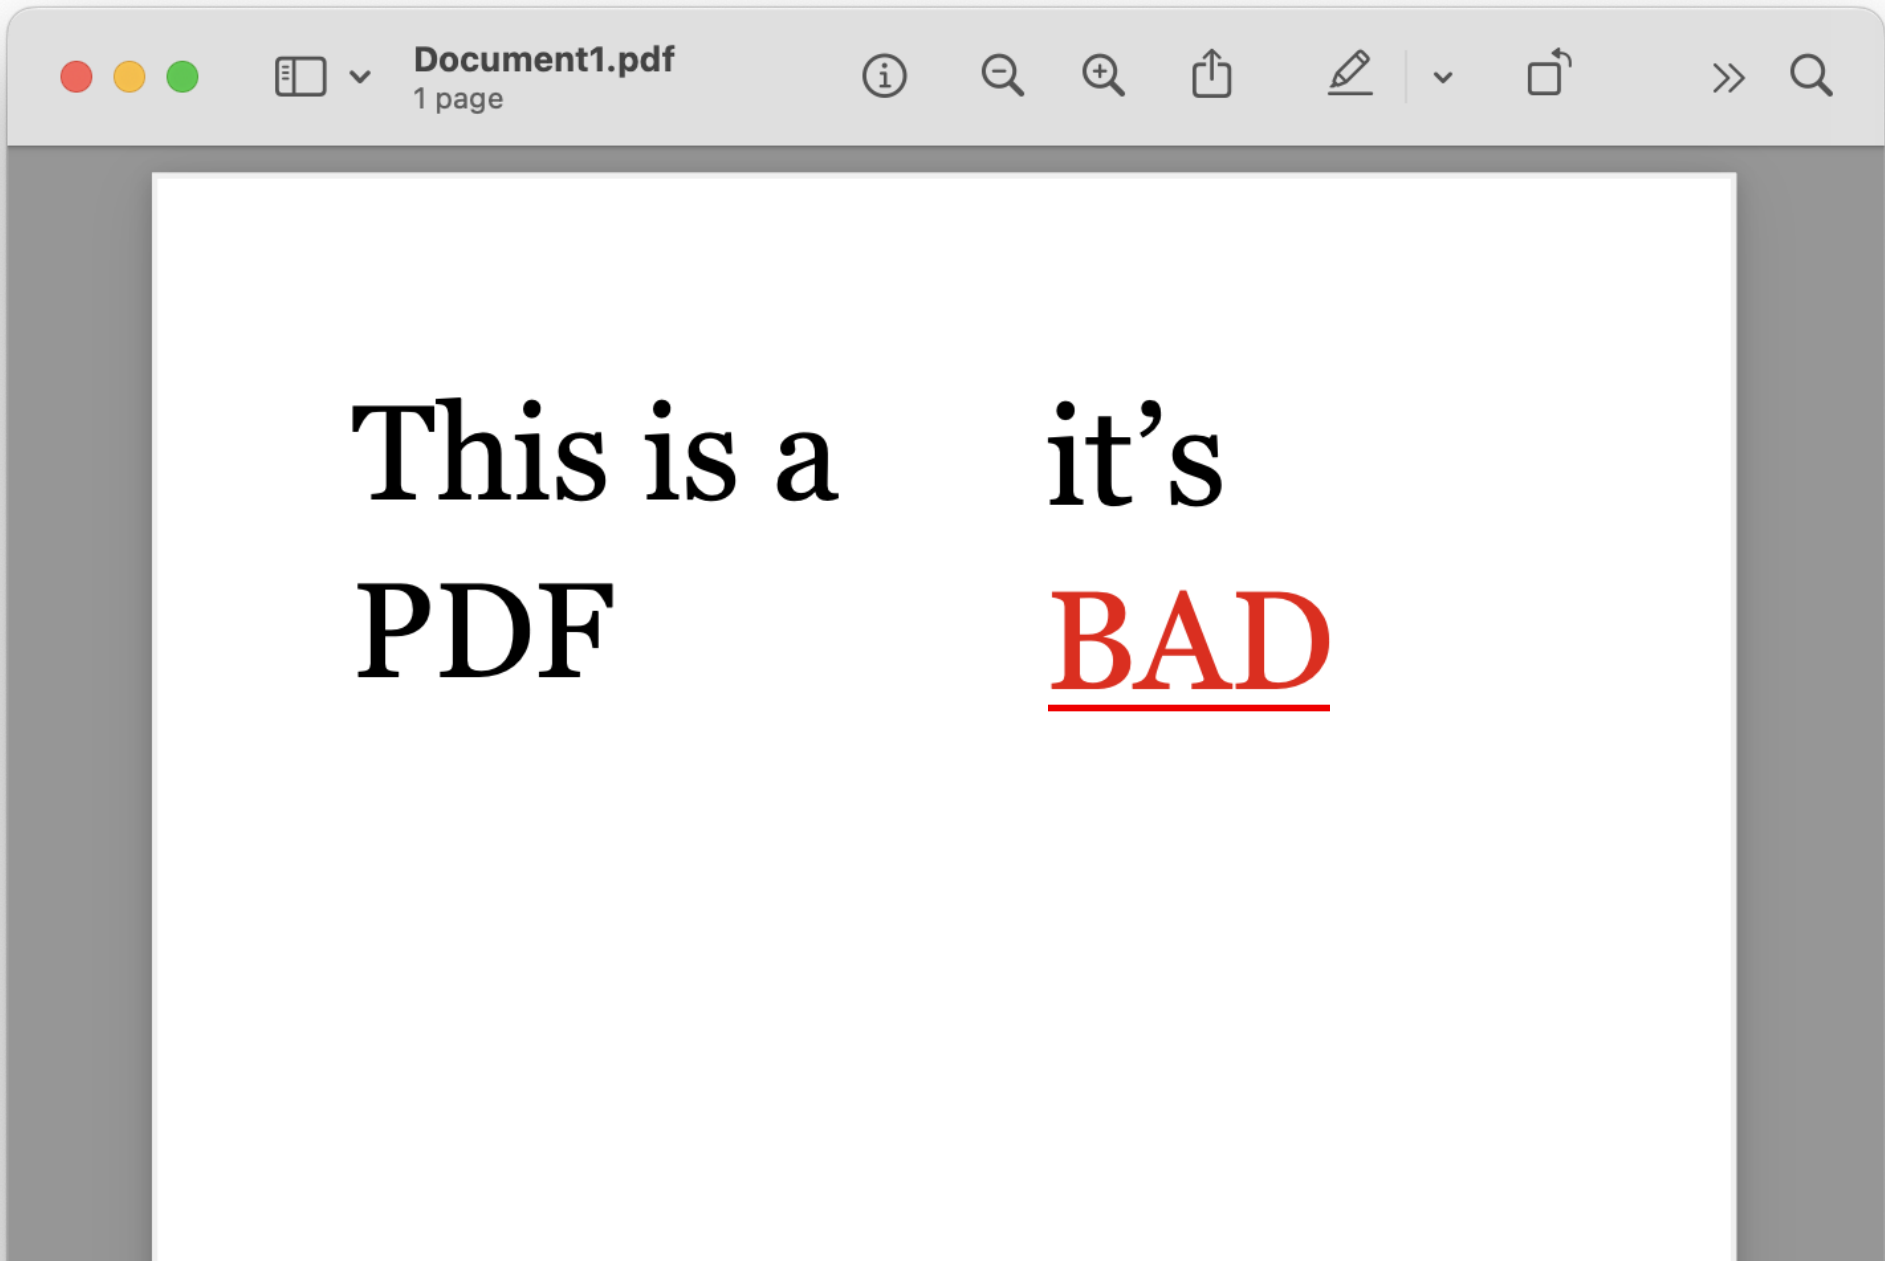 Document1.pdf
1 page
This is a
PDF
it’s
BAD